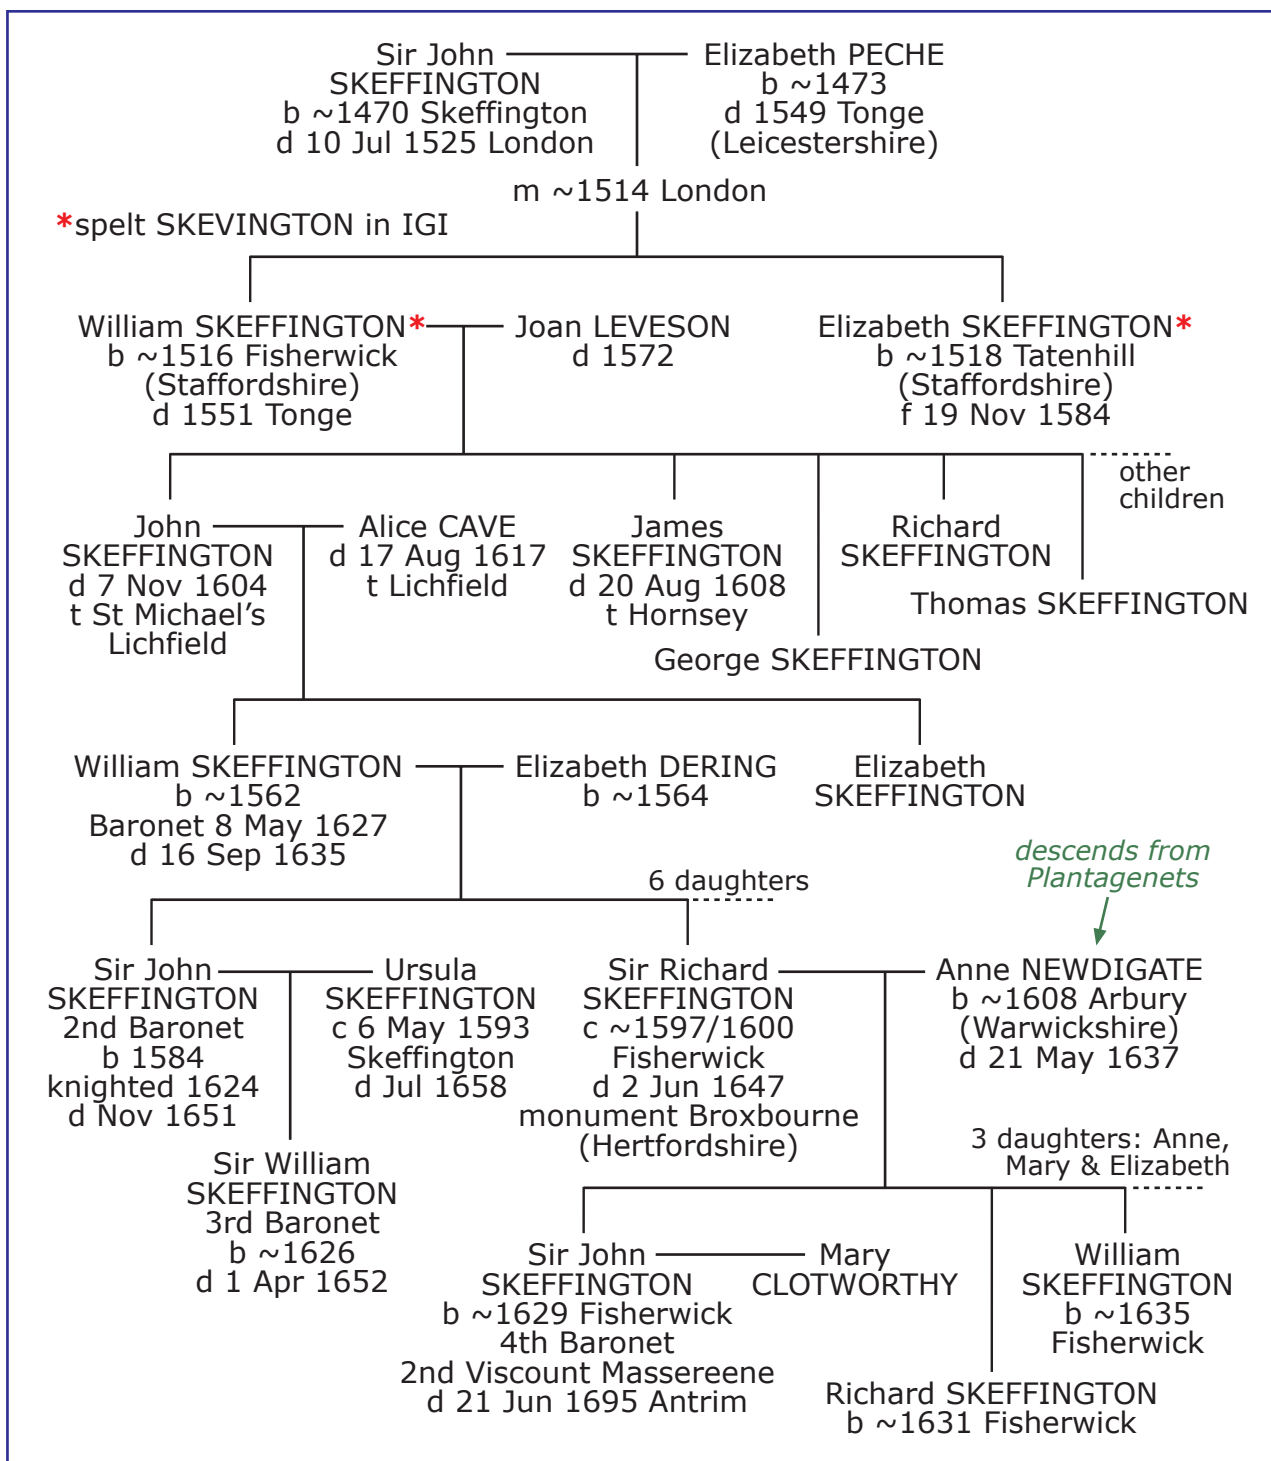 Sir John
SKEFFINGTON
b ~1470 Skeffington
d 10 Jul 1525 London
Elizabeth PECHE
b ~1473
d 1549 Tonge
(Leicestershire)
m ~1514 London
*spelt SKEVINGTON in IGI
William SKEFFINGTON*
b ~1516 Fisherwick
(Staffordshire)
d 1551 Tonge
Joan LEVESON
d 1572
Elizabeth SKEFFINGTON*
b ~1518 Tatenhill
(Staffordshire)
f 19 Nov 1584
other
children
John
SKEFFINGTON
d 7 Nov 1604
t St Michael's
Lichfield
Alice CAVE
d 17 Aug 1617
t Lichfield
James
SKEFFINGTON
d 20 Aug 1608
t Hornsey
Richard
SKEFFINGTON
Thomas SKEFFINGTON
George SKEFFINGTON
William SKEFFINGTON
b ~1562
Baronet 8 May 1627
d 16 Sep 1635
Elizabeth DERING
b ~1564
Elizabeth
SKEFFINGTON
descends from
Plantagenets
6 daughters
Sir John
SKEFFINGTON
2nd Baronet
b 1584
knighted 1624
d Nov 1651
Ursula
SKEFFINGTON
c 6 May 1593
Skeffington
d Jul 1658
Sir Richard
SKEFFINGTON
c ~1597/1600
Fisherwick
d 2 Jun 1647
monument Broxbourne
(Hertfordshire)
Anne NEWDIGATE
b ~1608 Arbury
(Warwickshire)
d 21 May 1637
3 daughters: Anne,
Mary & Elizabeth
Sir William
SKEFFINGTON
3rd Baronet
b ~1626
d 1 Apr 1652
Sir John
SKEFFINGTON
b ~1629 Fisherwick
4th Baronet
2nd Viscount Massereene
d 21 Jun 1695 Antrim
Mary
CLOTWORTHY
William
SKEFFINGTON
b ~1635
Fisherwick
Richard SKEFFINGTON
b ~1631 Fisherwick